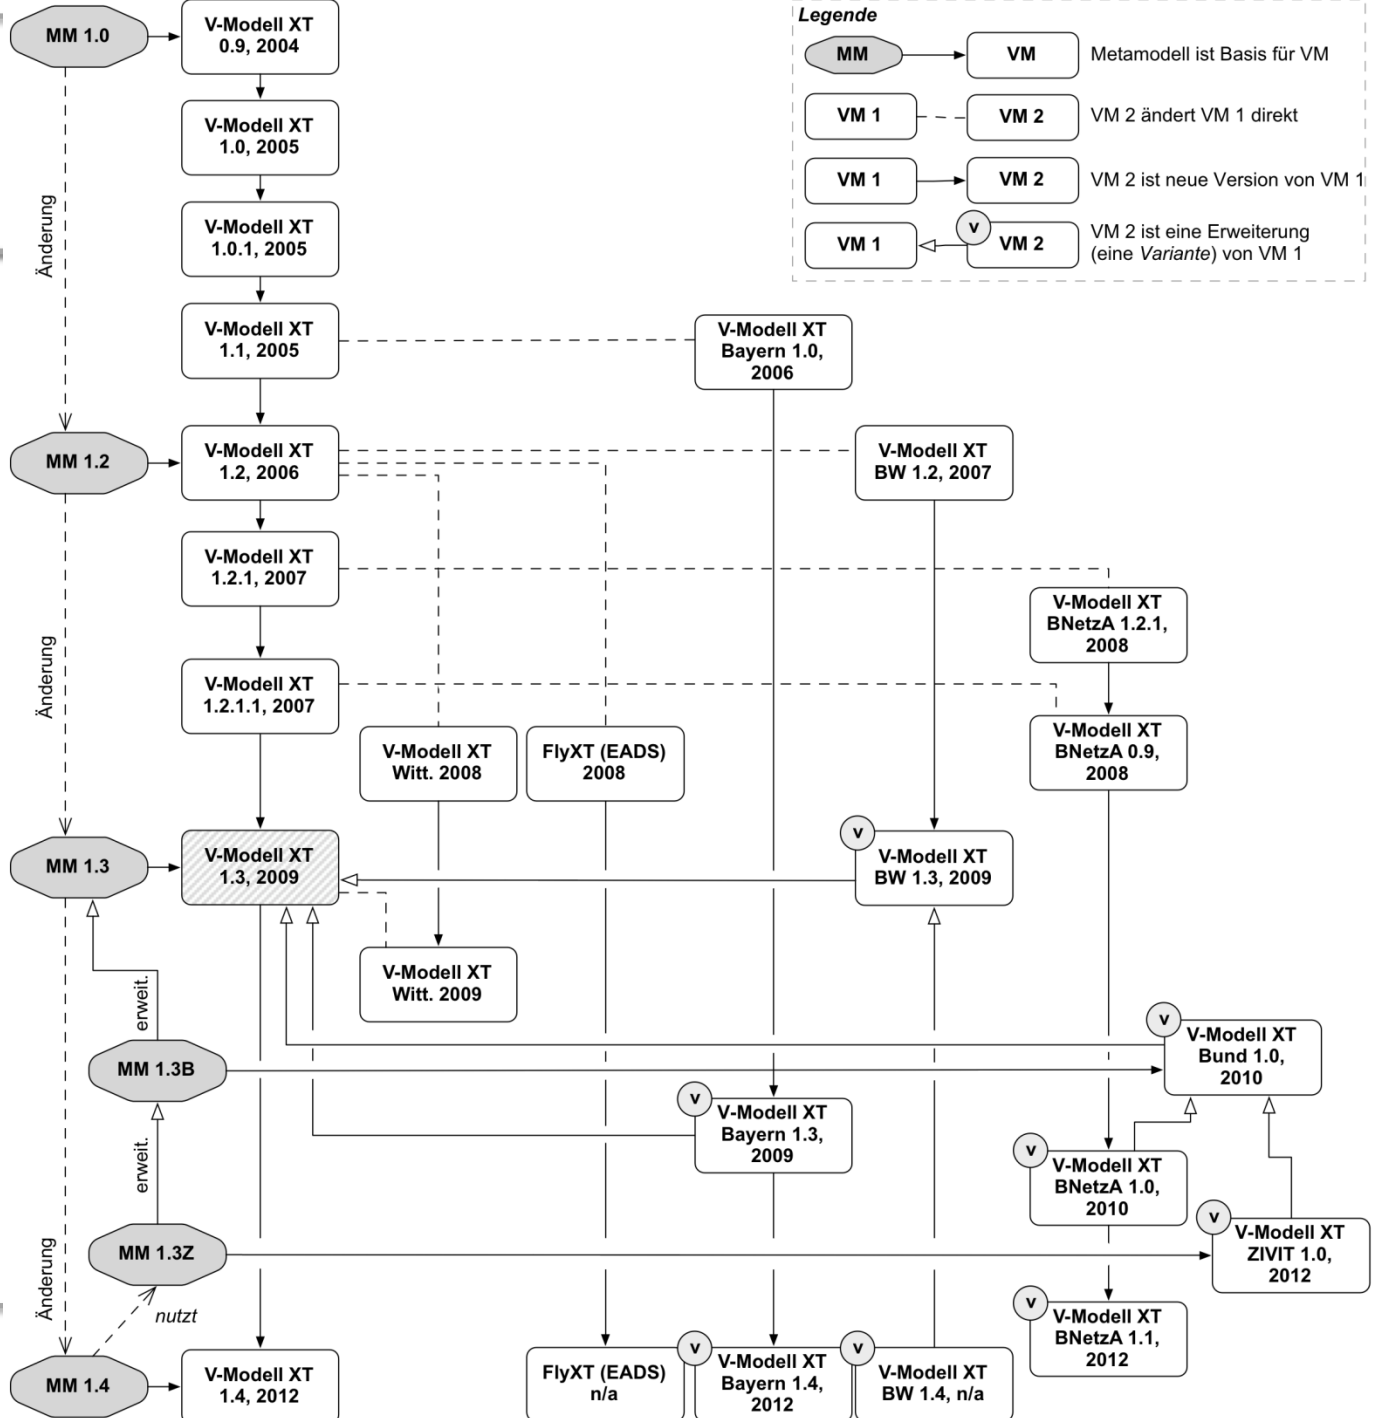 MM 1.0
V-Modell XT
0.9, 2004
Legende
MM
VM
Metamodell ist Basis für VM
VM 1
VM 2
VM 2 ändert VM 1 direkt
VM 1
VM 2
VM 2 ist neue Version von VM 1
VM 1
v
VM 2
VM 2 ist eine Erweiterung
(eine Variante) von VM 1
V-Modell XT
1.0, 2005
Änderung
V-Modell XT
1.0.1, 2005
V-Modell XT
1.1, 2005
V-Modell XT
Bayern 1.0,
2006
MM 1.2
V-Modell XT
1.2, 2006
V-Modell XT
BW 1.2, 2007
V-Modell XT
1.2.1, 2007
V-Modell XT
BNetzA 1.2.1,
2008
Änderung
V-Modell XT
1.2.1.1, 2007
V-Modell XT
Witt. 2008
FlyXT (EADS)
2008
V-Modell XT
BNetzA 0.9,
2008
MM 1.3
V-Modell XT
1.3, 2009
v
V-Modell XT
BW 1.3, 2009
V-Modell XT
Witt. 2009
erweit.
MM 1.3B
v
V-Modell XT
Bund 1.0,
2010
v
V-Modell XT
Bayern 1.3,
2009
erweit.
v
V-Modell XT
BNetzA 1.0,
2010
MM 1.3Z
v
V-Modell XT
ZIVIT 1.0,
2012
Änderung
nutzt
v
V-Modell XT
BNetzA 1.1,
2012
MM 1.4
V-Modell XT
1.4, 2012
FlyXT (EADS)
n/a
v
V-Modell XT
Bayern 1.4,
2012
v
V-Modell XT
BW 1.4, n/a